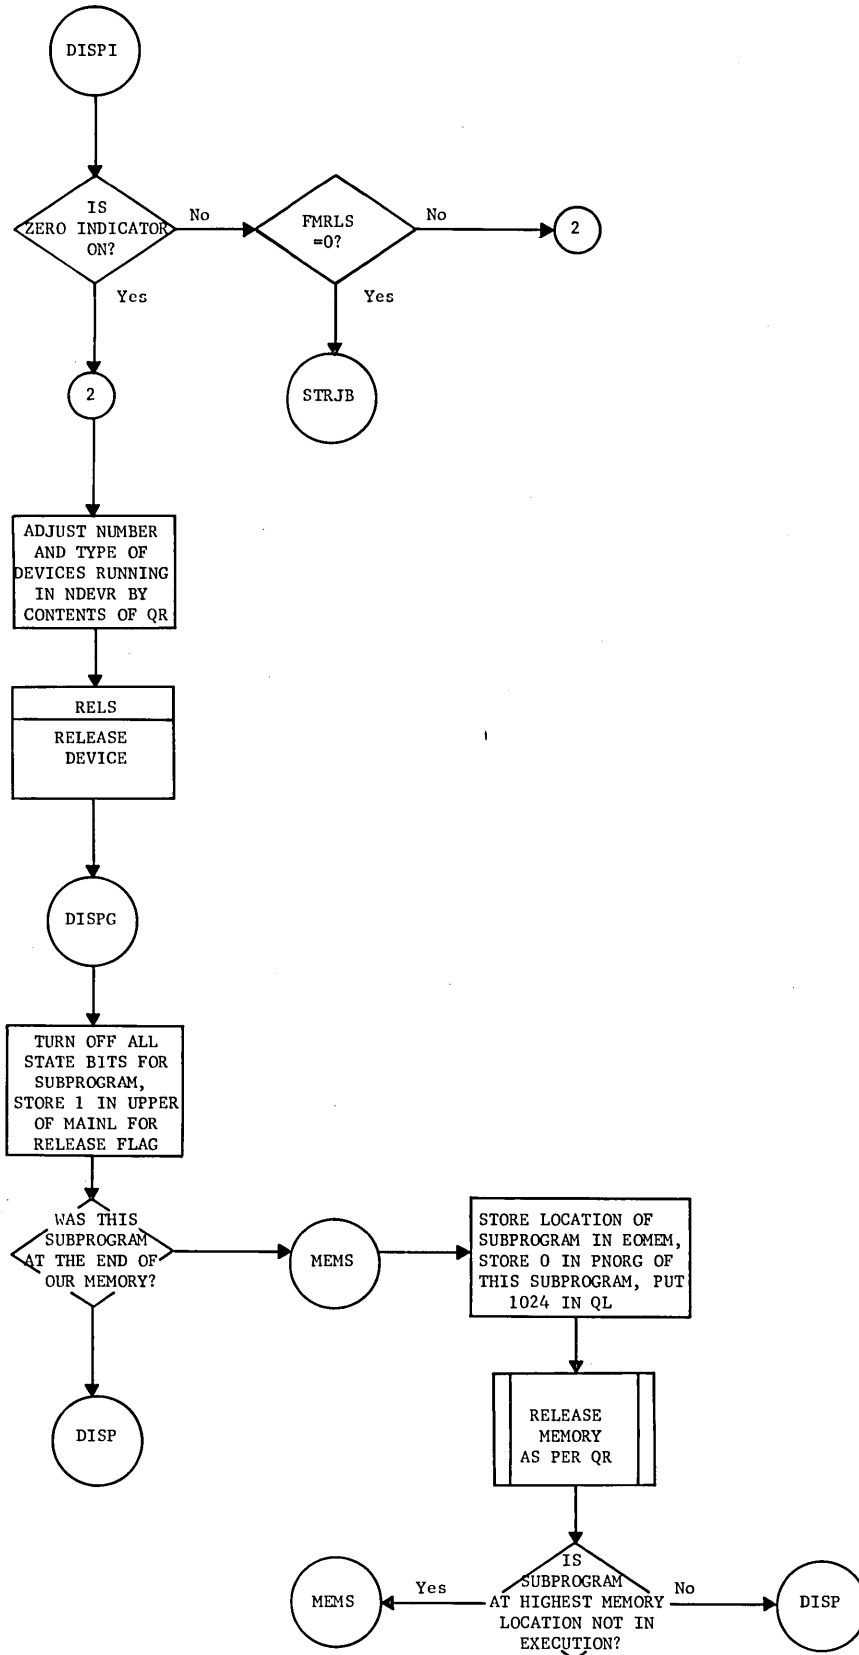 DISPI
IS
ZERO INDICATOR
ON?
No
FMRLS
=0?
No
2
Yes
Yes
2
STRJB
ADJUST NUMBER
AND TYPE OF
DEVICES RUNNING
IN NDEVR BY
CONTENTS OF QR
RELS
RELEASE
DEVICE
DISPG
TURN OFF ALL
STATE BITS FOR
SUBPROGRAM,
STORE 1 IN UPPER
OF MAINL FOR
RELEASE FLAG
WAS THIS
SUBPROGRAM
AT THE END OF
OUR MEMORY?
MEMS
STORE LOCATION OF
SUBPROGRAM IN EOMEM,
STORE 0 IN PNORG OF
THIS SUBPROGRAM, PUT
1024 IN QL
DISP
RELEASE
MEMORY
AS PER QR
MEMS
Yes
IS
SUBPROGRAM
AT HIGHEST MEMORY
LOCATION NOT IN
EXECUTION?
No
DISP